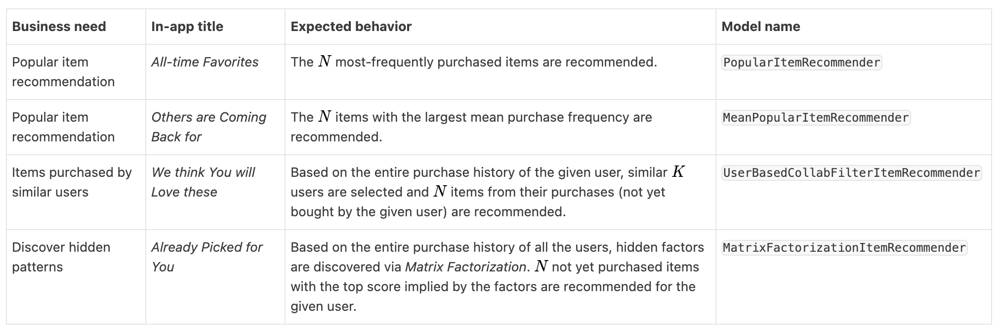 Business need
In-app title
Expected behavior
Model name
Popular item
recommendation
All-time Favorites
The N most-frequently purchased items are recommended.
PopularItemRecommender
Popular item
recommendation
Others are Coming
Back for
The N items with the largest mean purchase frequency are
recommended.
MeanPopularItemRecommender
Items purchased by
similar users
We think You will
Love these
Based on the entire purchase history of the given user, similar K
users are selected and N items from their purchases (not yet
bought by the given user) are recommended.
UserBasedCollabFilterItemRecommender
Discover hidden
patterns
Already Picked for
You
Based on the entire purchase history of all the users, hidden factors
are discovered via Matrix Factorization. N not yet purchased items
with the top score implied by the factors are recommended for the
given user.
MatrixFactorizationItemRecommender